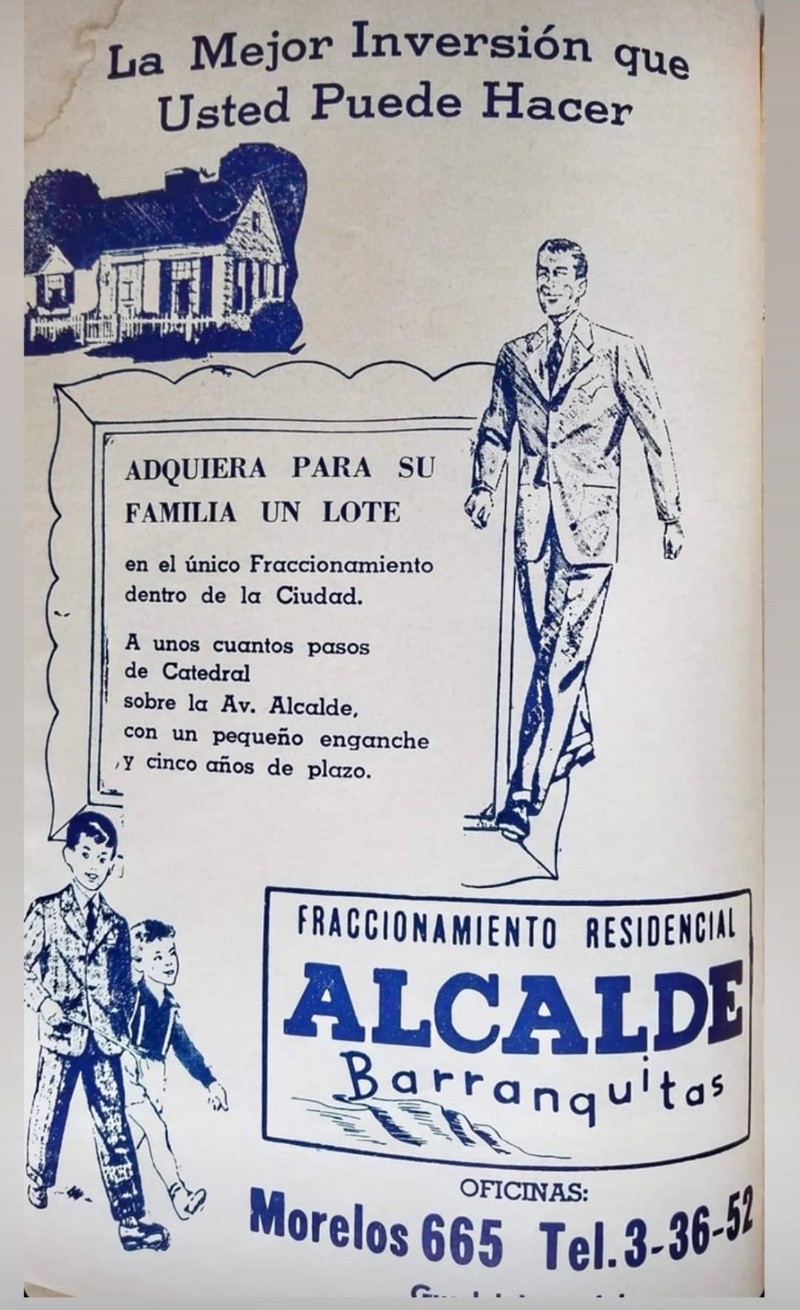 La Mejor Inversión que
Usted Puede Hacer
ADQUIERA PARA SU
FAMILIA UN LOTE
en el único Fraccionamiento
dentro de la Ciudad.
A unos cuantos pasos
de Catedral
sobre la Av. Alcalde,
con un pequeño enganche
y cinco años de plazo.
FRACCIONAMIENTO RESIDENCIAL
ALCALDE
Barranquitas
OFICINAS:
Morelos 665 Tel. 3-36-52